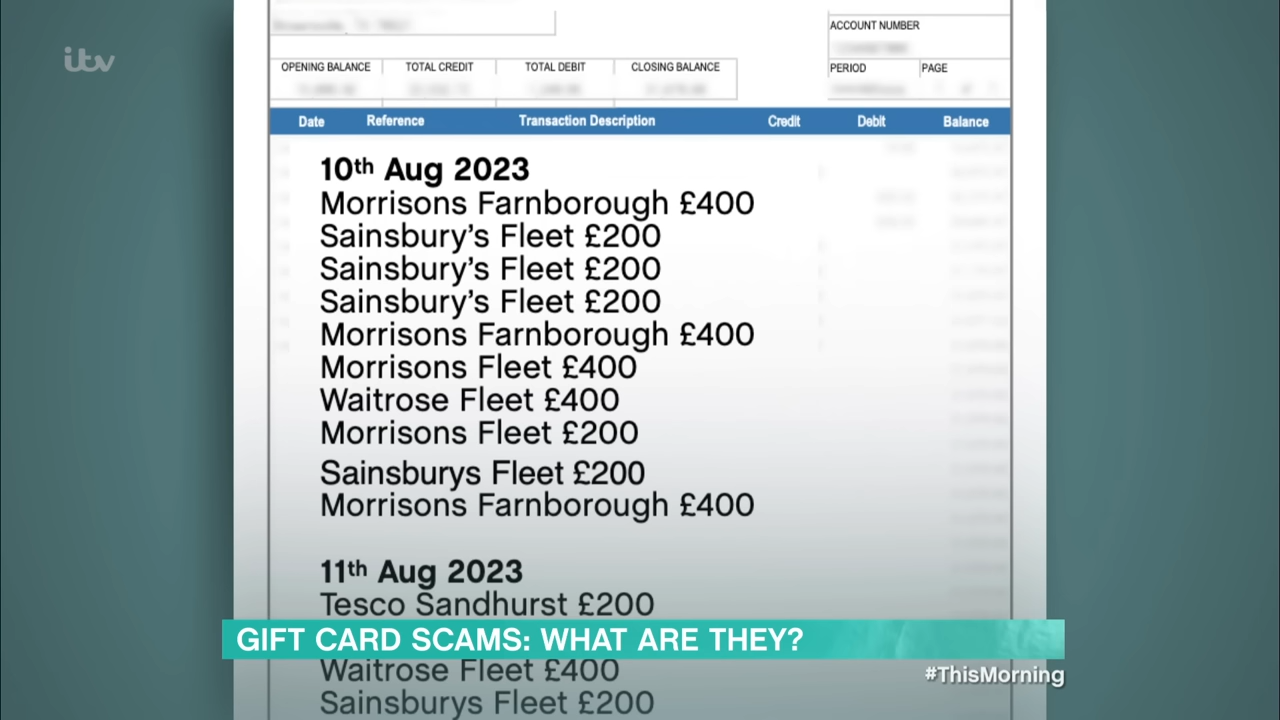 itv
ACCOUNT NUMBER
OPENING BALANCE TOTAL CREDIT TOTAL DEBIT CLOSING BALANCE
PERIOD PAGE
Date Reference Transaction Description Credit Debit Balance
10th Aug 2023
Morrisons Farnborough £400
Sainsbury’s Fleet £200
Sainsbury’s Fleet £200
Sainsbury’s Fleet £200
Morrisons Farnborough £400
Morrisons Fleet £400
Waitrose Fleet £400
Morrisons Fleet £200
Sainsburys Fleet £200
Morrisons Farnborough £400
11th Aug 2023
Tesco Sandhurst £200
GIFT CARD SCAMS: WHAT ARE THEY?
Waitrose Fleet £400
#ThisMorning
Sainsburys Fleet £200